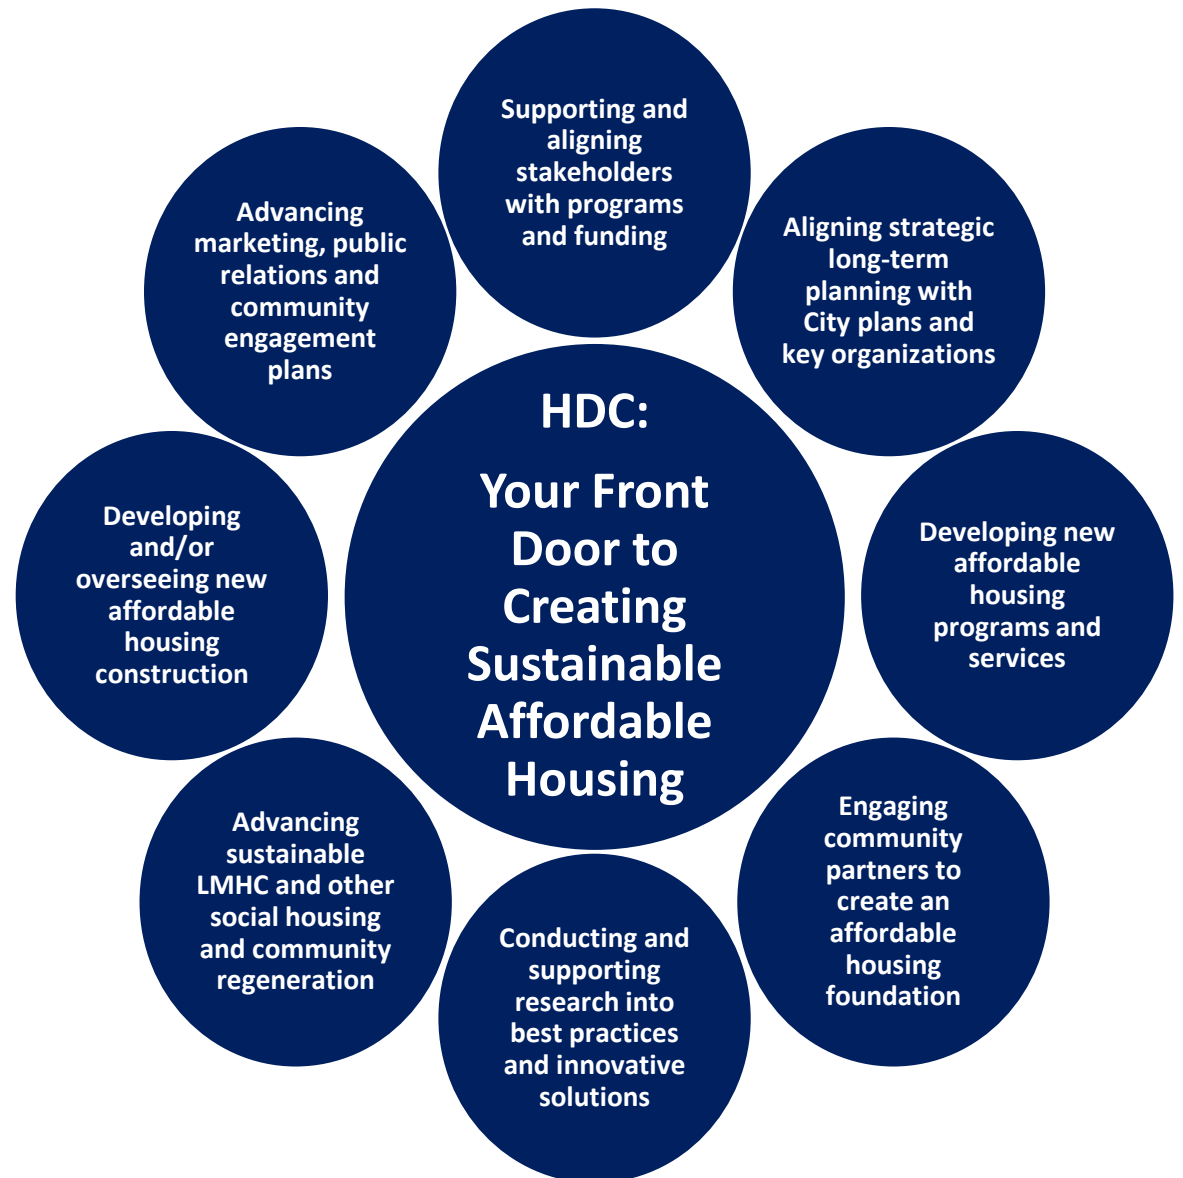 Supporting and
aligning
stakeholders
with programs
and funding
Aligning strategic
long-term
planning with
City plans and
key organizations
Developing new
affordable
housing
programs and
services
Engaging
community
partners to
create an
affordable
housing
foundation
Conducting and
supporting
research into
best practices
and innovative
solutions
Advancing
sustainable
LMHC and other
social housing
and community
regeneration
Developing
and/or
overseeing new
affordable
housing
construction
Advancing
marketing, public
relations and
community
engagement
plans
HDC:
Your Front
Door to
Creating
Sustainable
Affordable
Housing